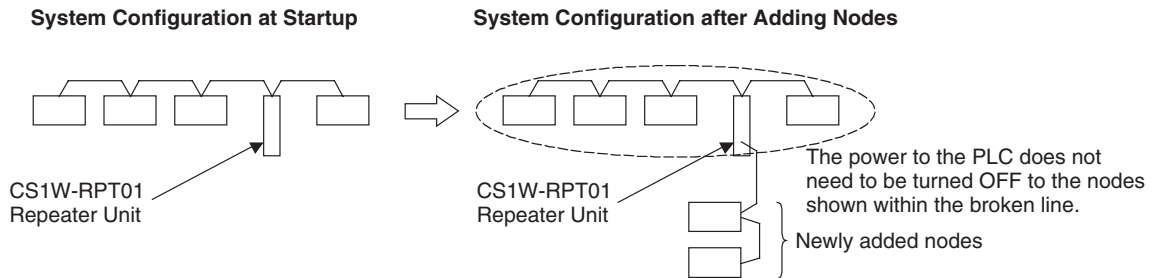 System Configuration at Startup
System Configuration after Adding Nodes
CS1W-RPT01
Repeater Unit
CS1W-RPT01
Repeater Unit
The power to the PLC does not
need to be turned OFF to the nodes
shown within the broken line.
Newly added nodes